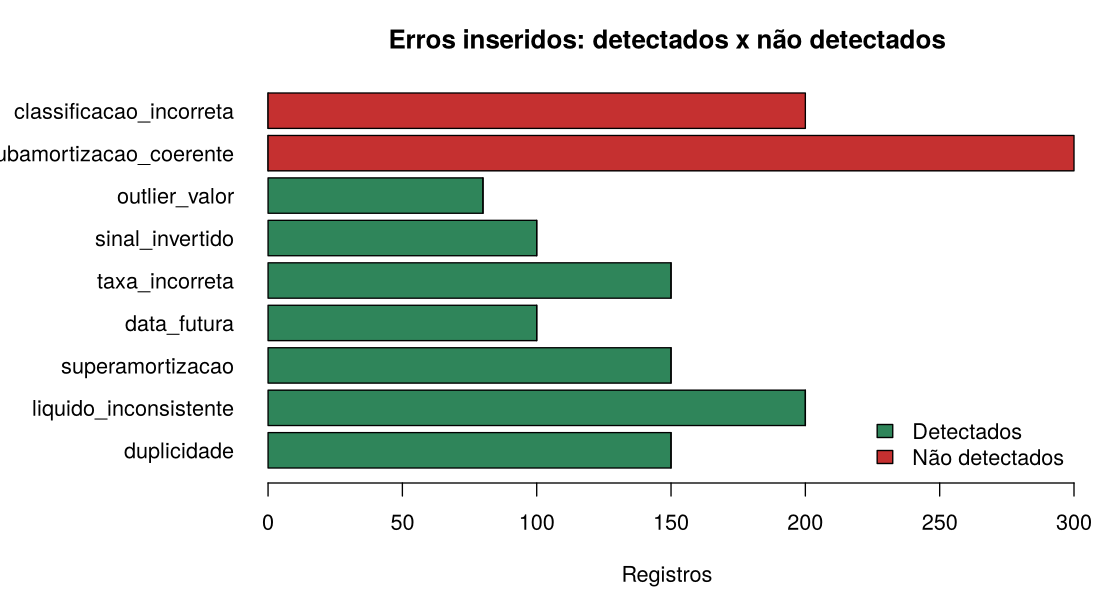 Erros inseridos: detectados x não detectados
classificacao_incorreta
ubamortizacao_coerente
outlier_valor
sinal_invertido
taxa_incorreta
data_futura
superamortizacao
liquido_inconsistente
duplicidade
Detectados
Não detectados
0 50 100 150 200 250 300
Registros